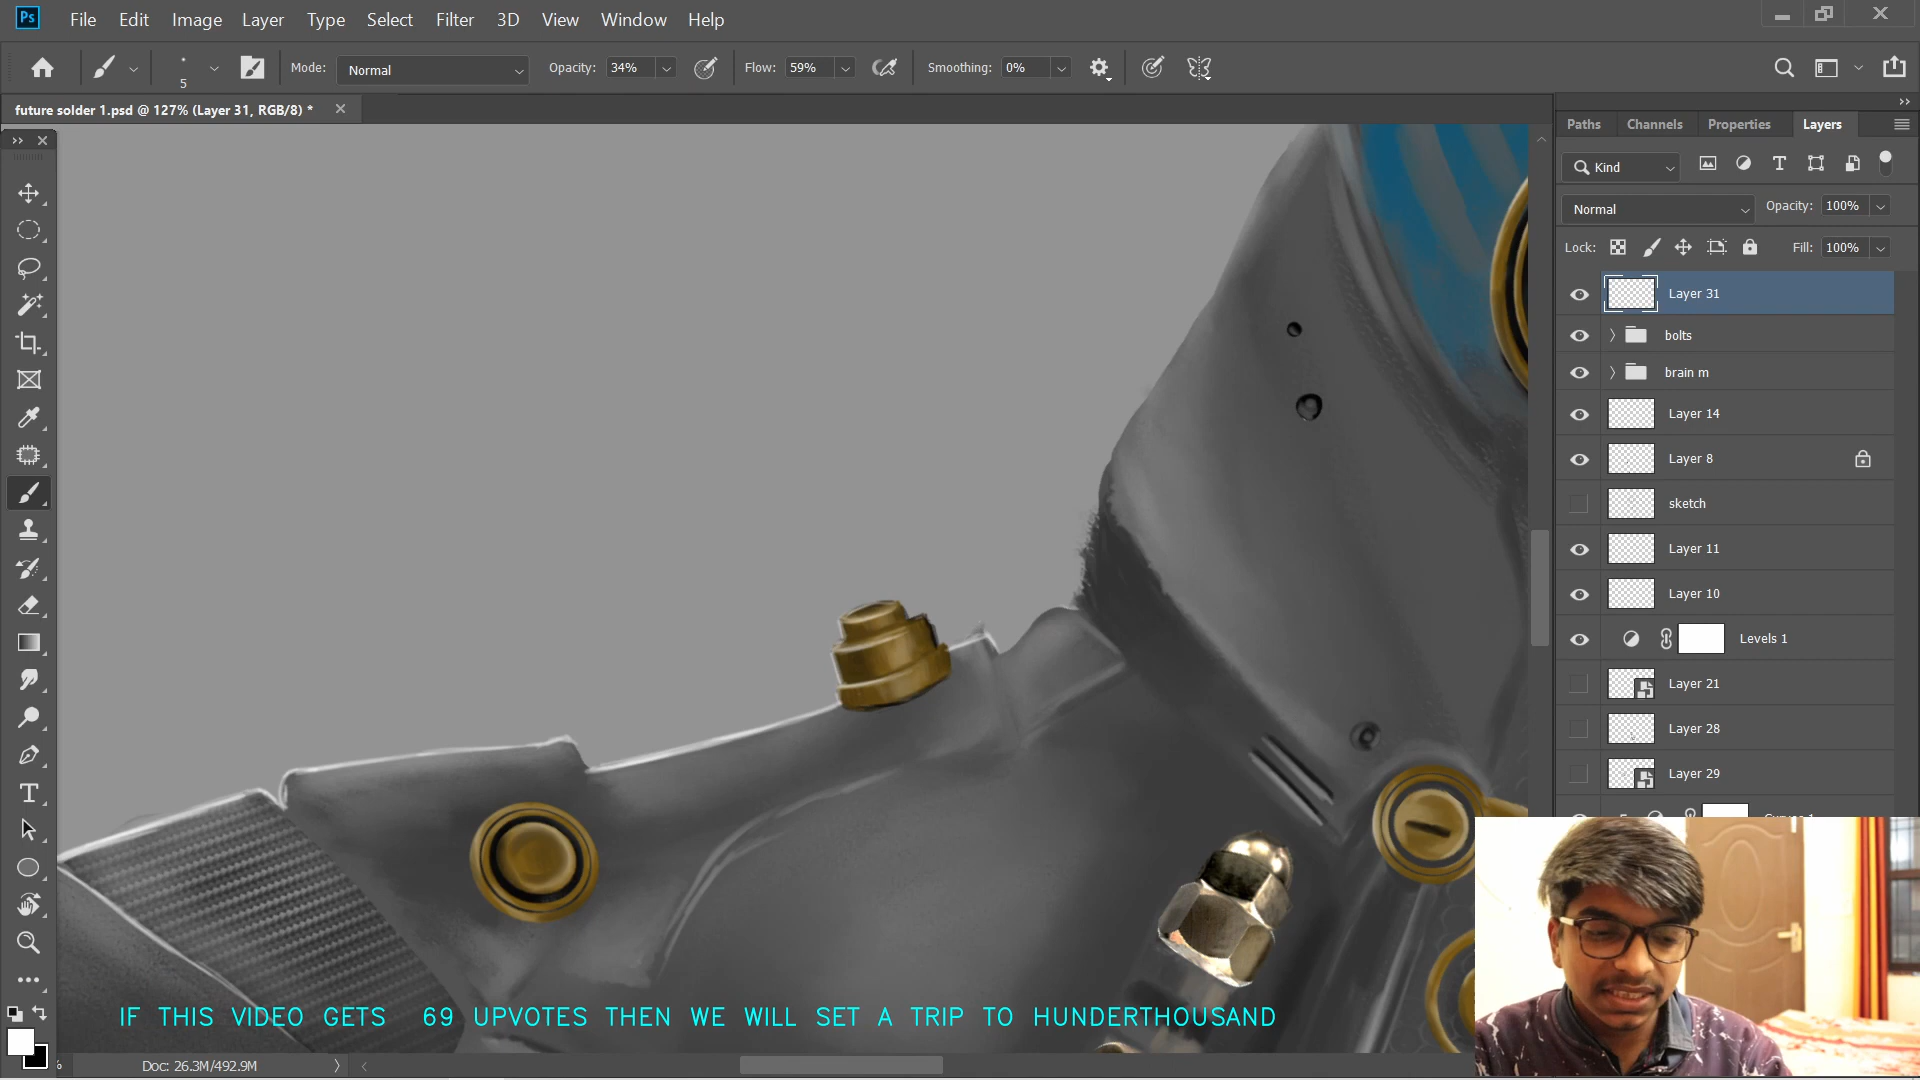 Ps File Edit Image Layer Type Select Filter 3D View Window Help
5 Mode: Normal Opacity: 34% Flow: 59% Smoothing: 0%
future solder 1.psd @ 127% (Layer 31, RGB/8) *
Paths Channels Properties Layers
Kind
Normal Opacity: 100%
Lock: Fill: 100%
Layer 31
bolts
brain m
Layer 14
Layer 8
sketch
Layer 11
Layer 10
Levels 1
Layer 21
Layer 28
Layer 29
IF THIS VIDEO GETS 69 UPVOTES THEN WE WILL SET A TRIP TO HUNDERTHOUSAND
% Doc: 26.3M/492.9M